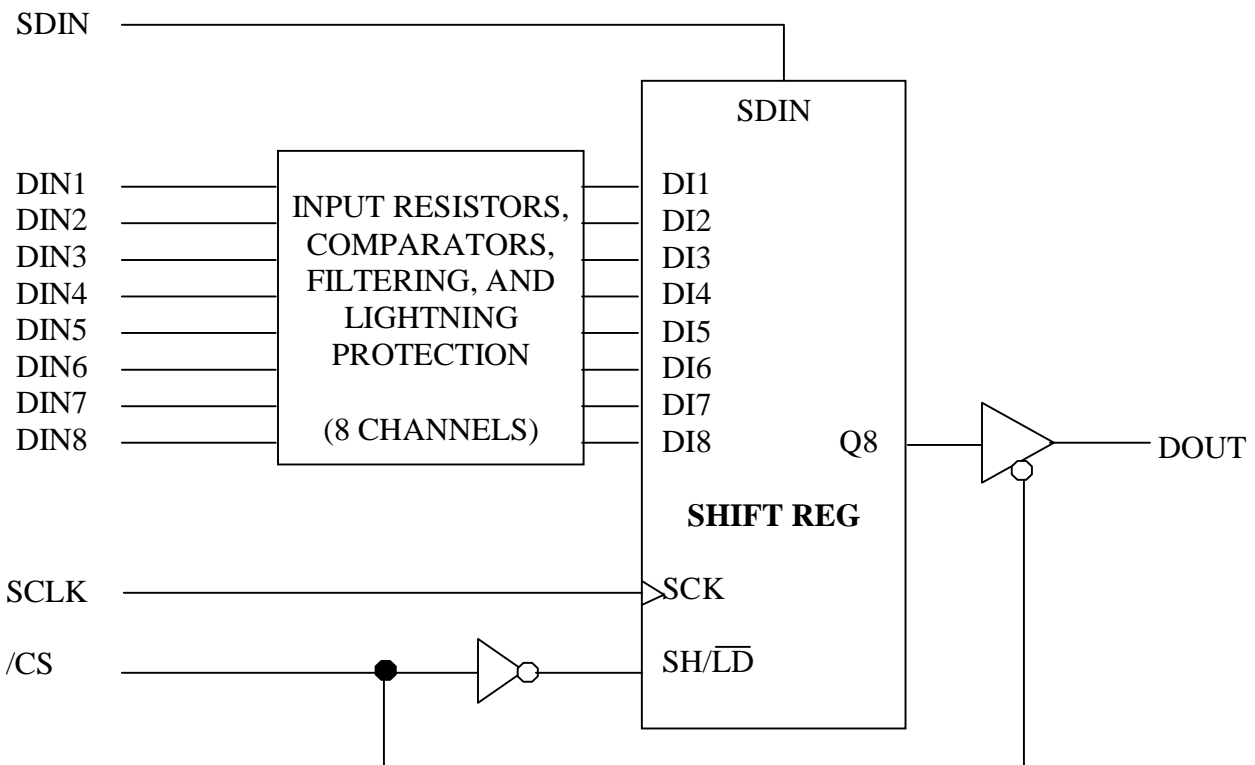 SDIN
SDIN
DIN1
DIN2
DIN3
DIN4
DIN5
DIN6
DIN7
DIN8
INPUT RESISTORS,
COMPARATORS,
FILTERING, AND
LIGHTNING
PROTECTION
(8 CHANNELS)
DI1
DI2
DI3
DI4
DI5
DI6
DI7
DI8
Q8
DOUT
SHIFT REG
SCLK
SCK
/CS
SH/L̅D̅